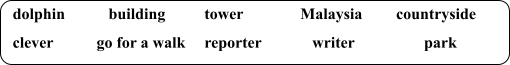 dolphin building tower Malaysia countryside
clever go for a walk reporter writer park